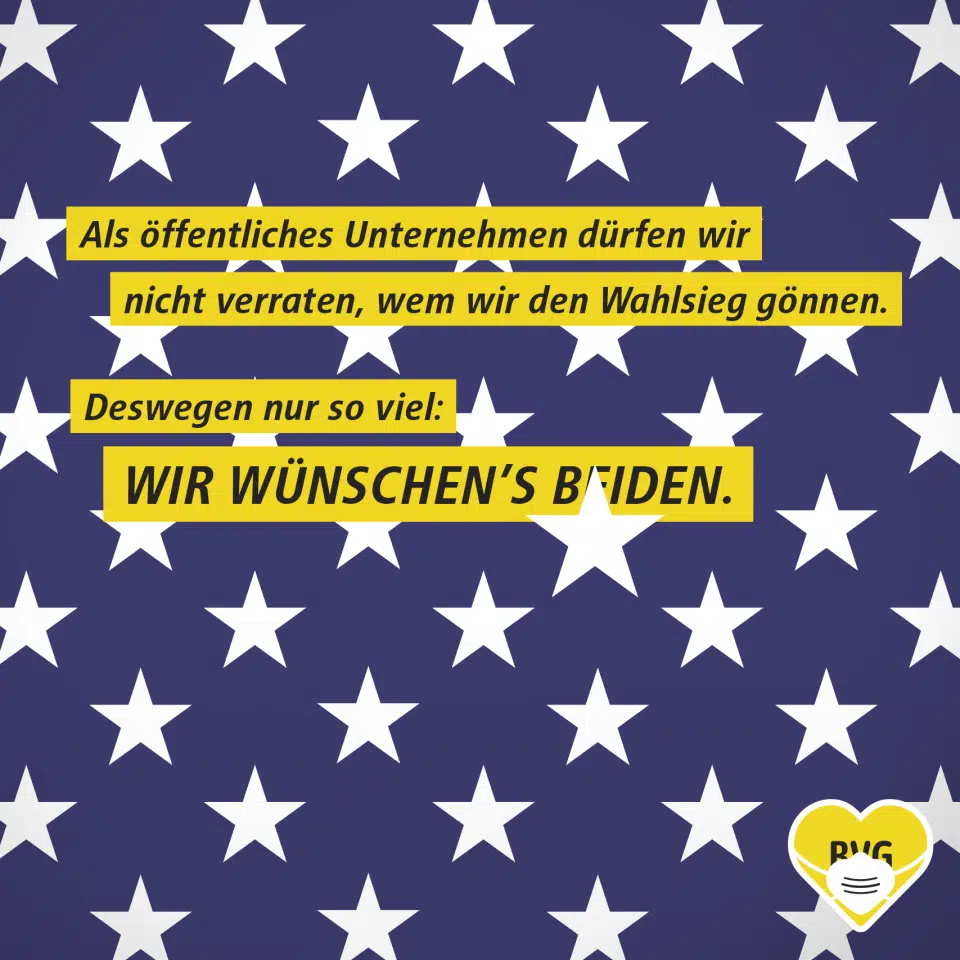 Als öffentliches Unternehmen dürfen wir
nicht verraten, wem wir den Wahlsieg gönnen.
Deswegen nur so viel:
WIR WÜNSCHEN’S BEIDEN.
BVG